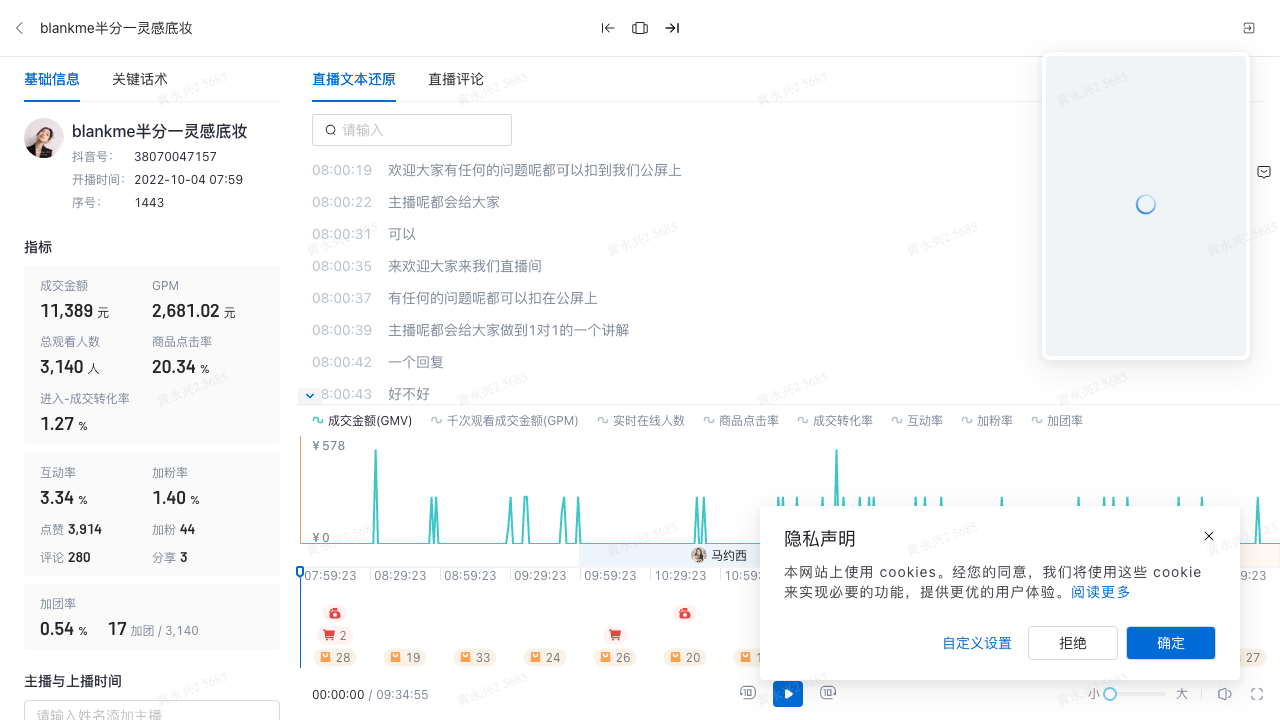 blankme半分一灵感底妆
基础信息
关键话术
直播文本还原
直播评论
blankme半分一灵感底妆
抖音号：
38070047157
开播时间：
2022-10-04 07:59
序号：
1443
指标
成交金额
GPM
11,389 元
2,681.02 元
总观看人数
商品点击率
3,140 人
20.34 %
进入-成交转化率
1.27 %
互动率
加粉率
3.34 %
1.40 %
点赞 3,914
加粉 44
评论 280
分享 3
加团率
0.54 %
17 加团 / 3,140
主播与上播时间
请输入姓名添加主播
请输入
08:00:19 欢迎大家有任何的问题呢都可以扣到我们公屏上
08:00:22 主播呢都会给大家
08:00:31 可以
08:00:35 来欢迎大家来我们直播间
08:00:37 有任何的问题呢都可以扣在公屏上
08:00:39 主播呢都会给大家做到1对1的一个讲解
08:00:42 一个回复
8:00:43 好不好
成交金额(GMV)
千次观看成交金额(GPM)
实时在线人数
商品点击率
成交转化率
互动率
加粉率
加团率
¥ 578
¥ 0
马约西
07:59:23
08:29:23
08:59:23
09:29:23
09:59:23
10:29:23
10:59:
9:23
2
28
19
33
24
26
20
1
27
00:00:00 / 09:34:55
10
10
小
大
隐私声明
本网站上使用 cookies。经您的同意，我们将使用这些 cookie
来实现必要的功能，提供更优的用户体验。阅读更多
自定义设置
拒绝
确定
黄永兴2 5685